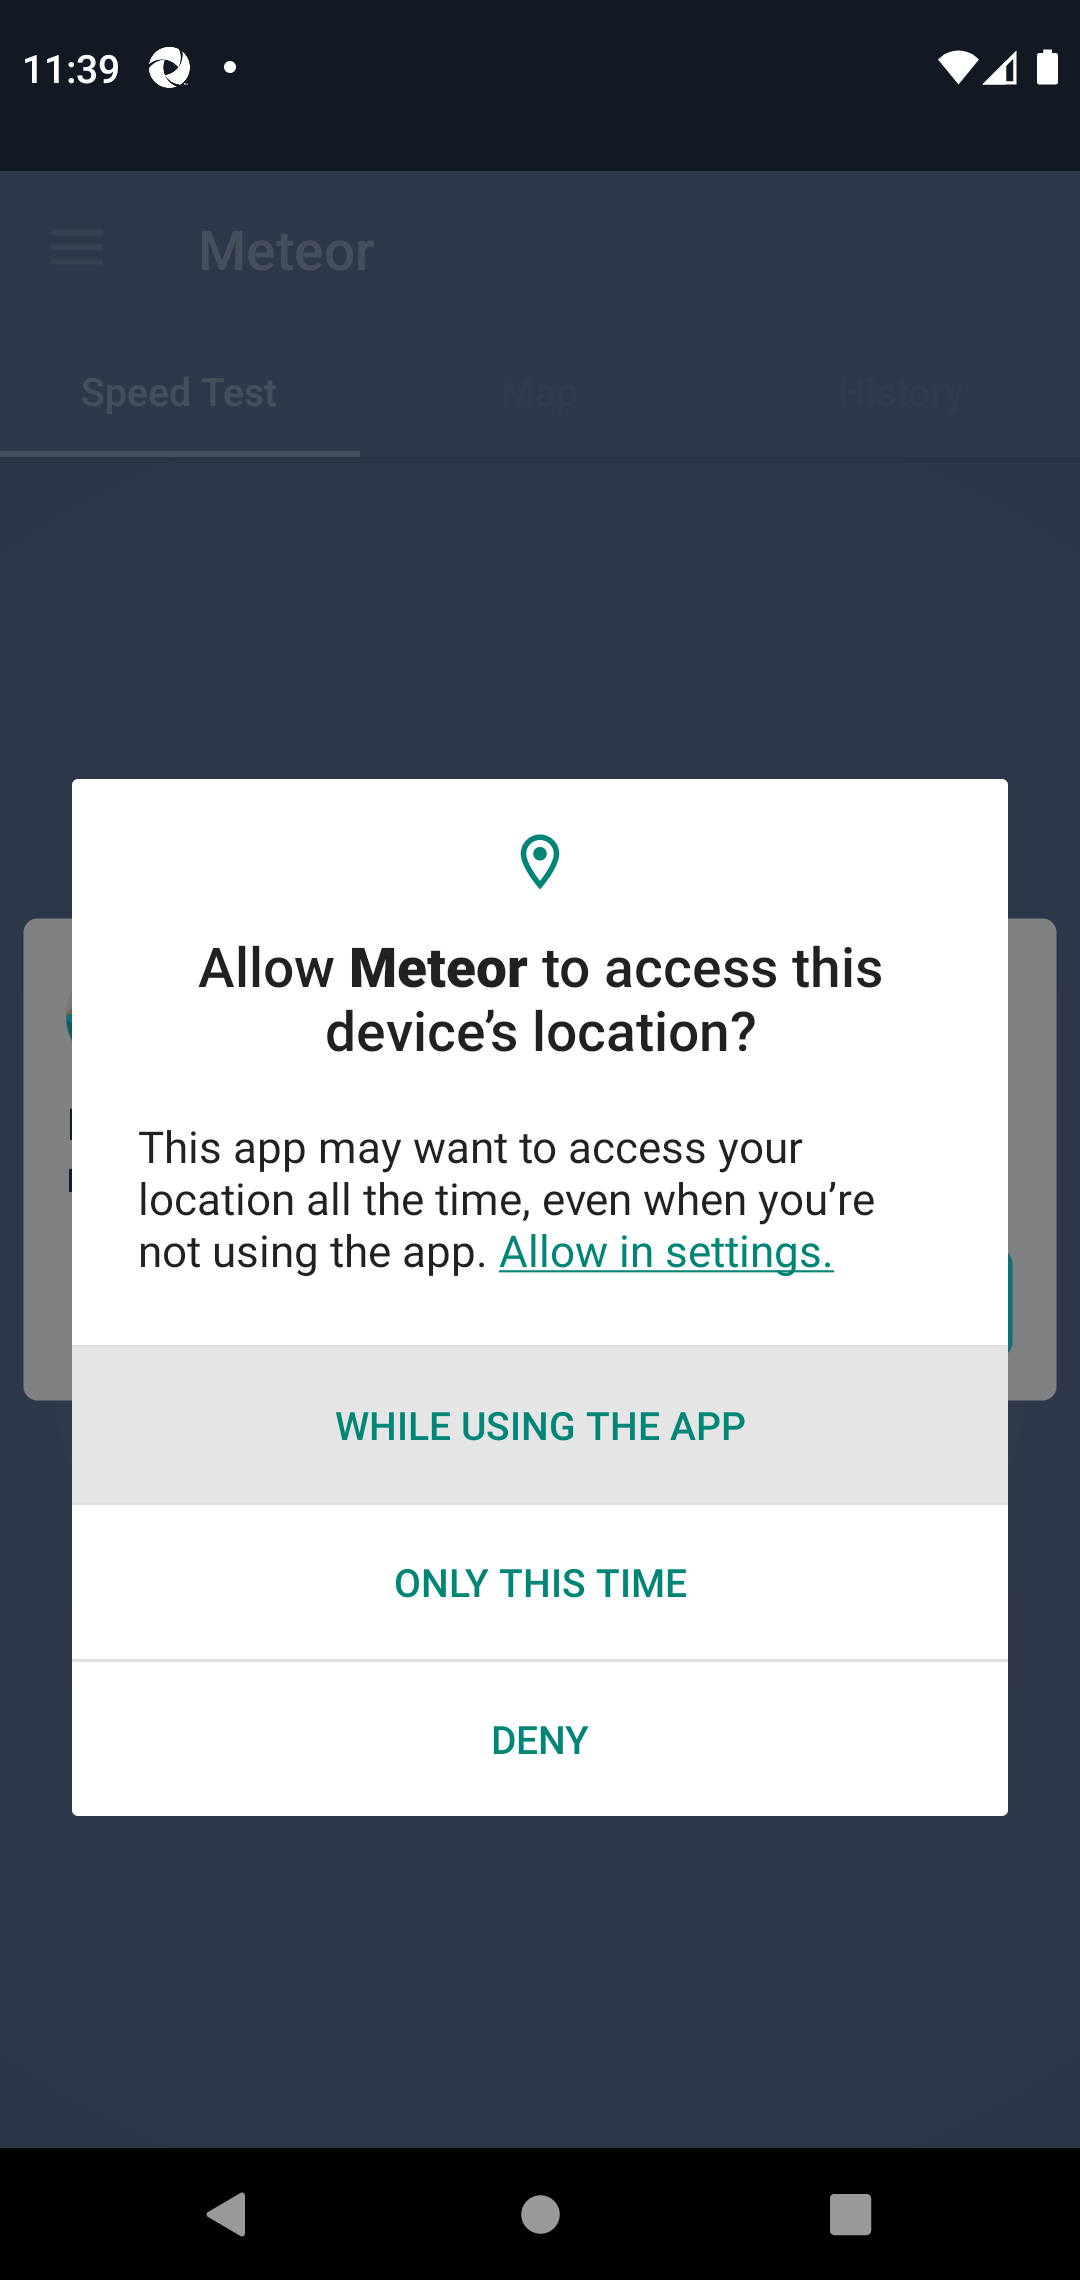 11:39
Meteor
Speed Test
Map
History
Allow Meteor to access this
device’s location?
This app may want to access your
location all the time, even when you’re
not using the app. Allow in settings.
WHILE USING THE APP
ONLY THIS TIME
DENY